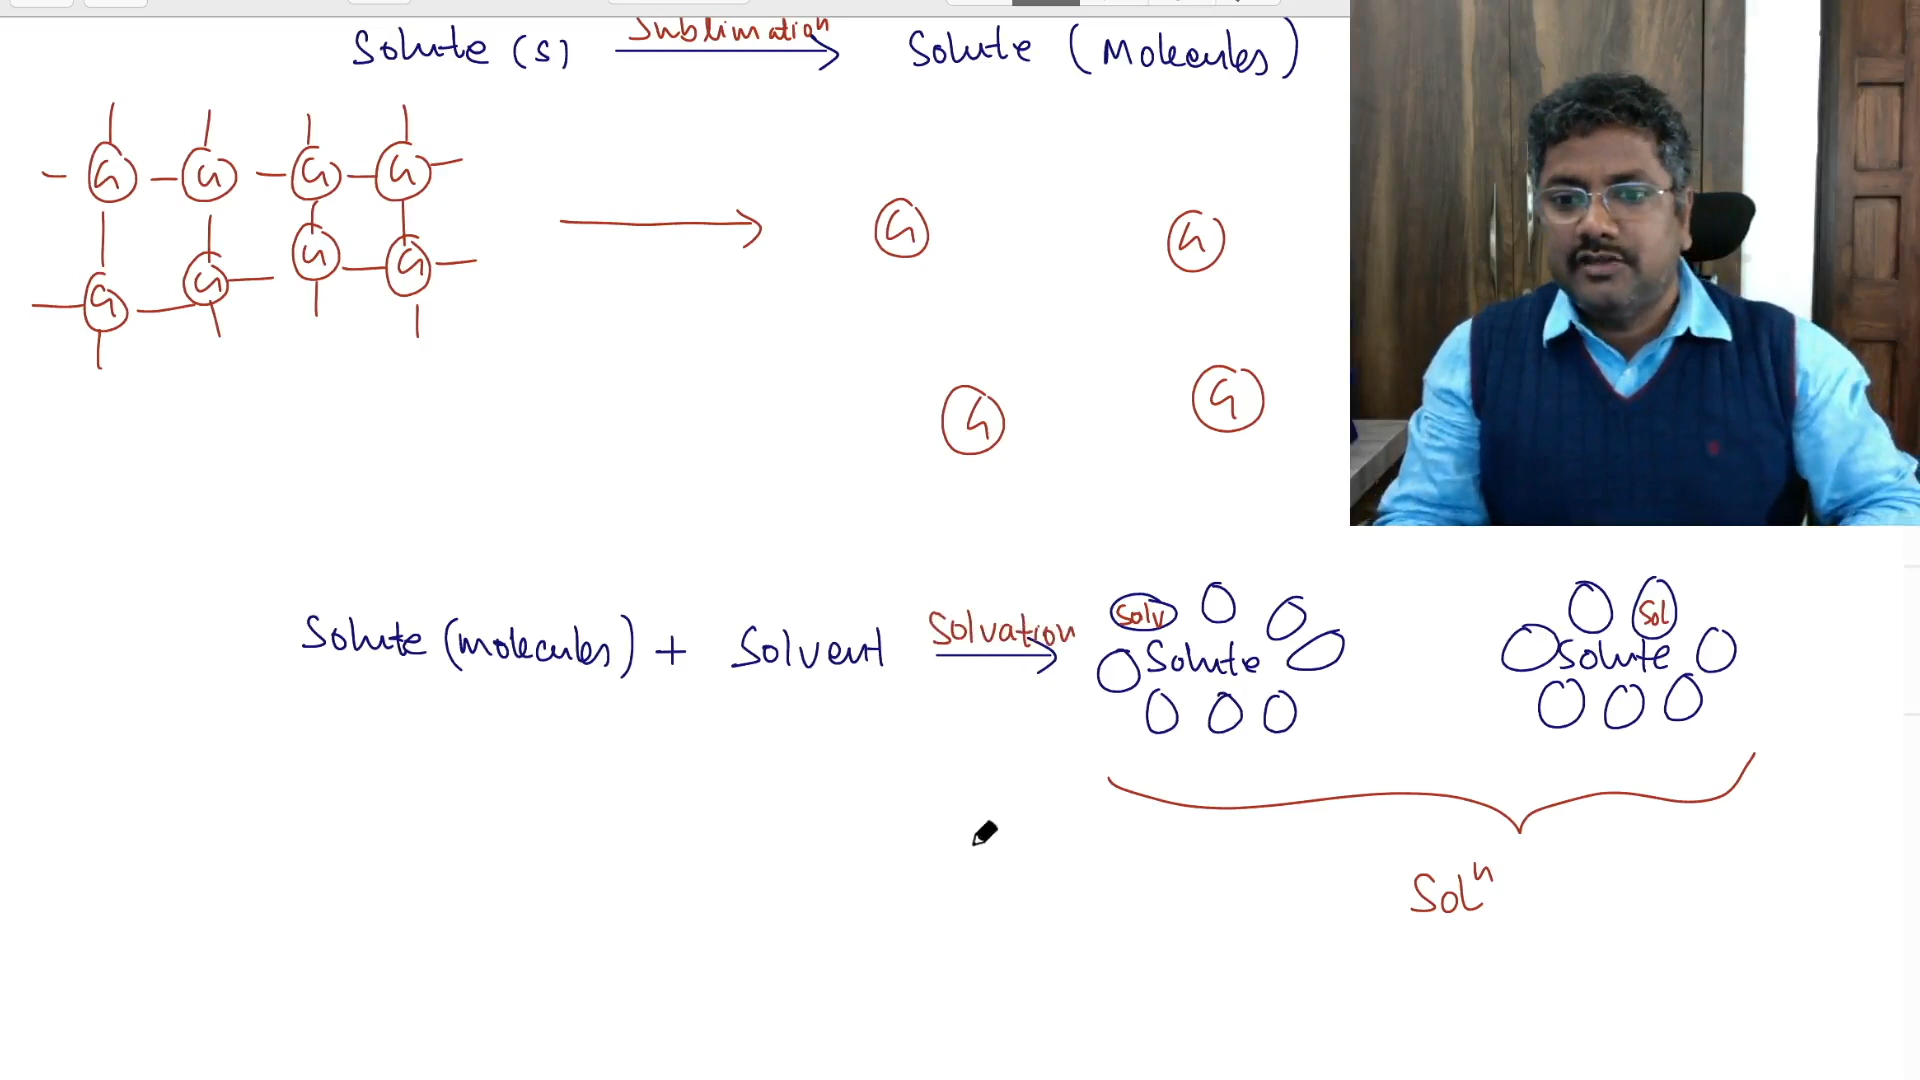 Solute (s) Sublimation Solute (Molecules)
G G G G
G G G G
G G
G G
Solute (molecules) + Solvent Solvation
Solv Solute
Sol Solute
Solⁿ